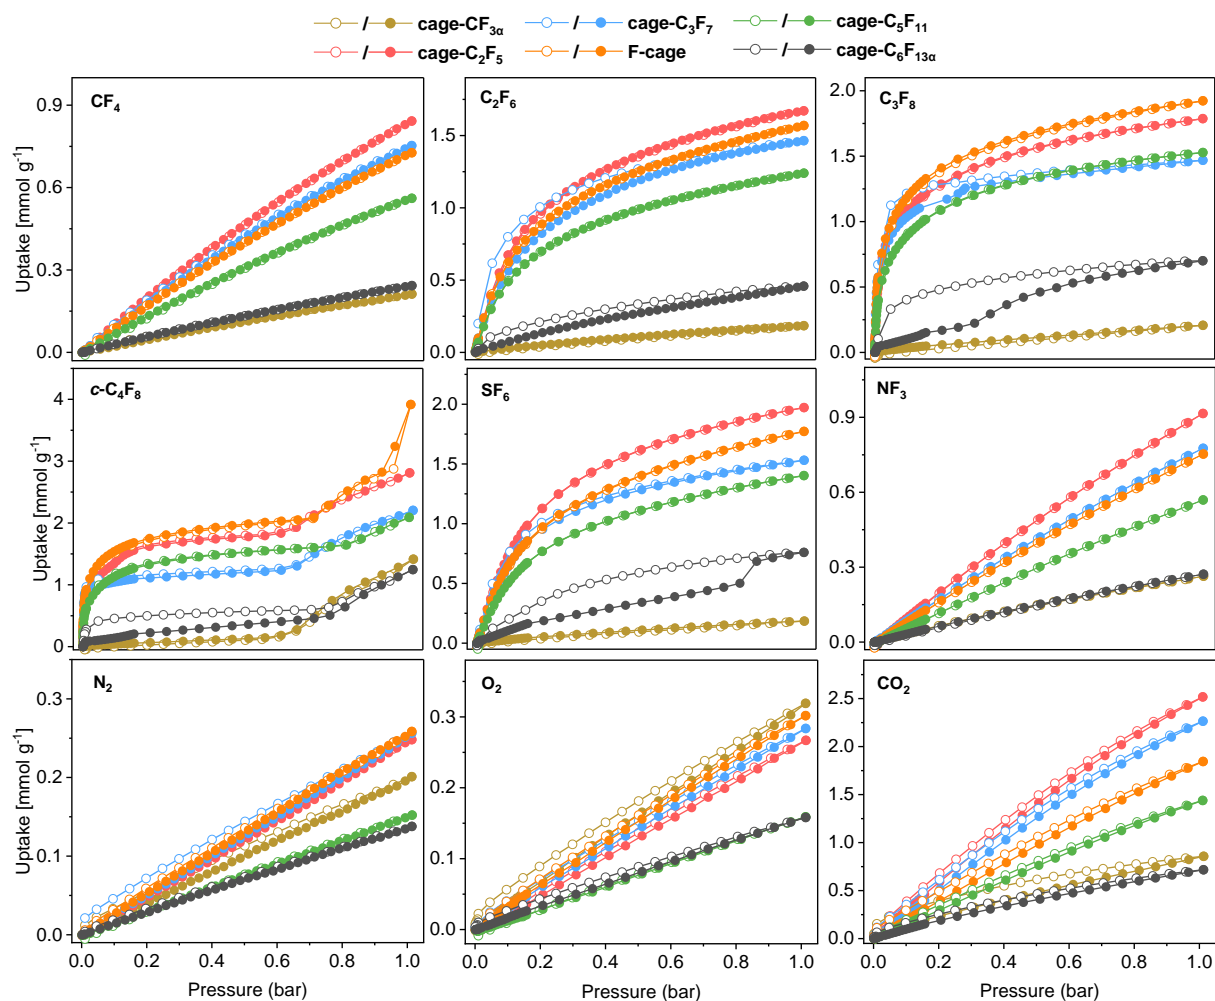 / cage-CF3α / cage-C3F7 / cage-C5F11
/ cage-C2F5 / F-cage / cage-C6F13α
CF4 C2F6 C3F8
0.9 1.5 2.0
0.6 1.0 1.5
0.3 0.5 1.0
0.0 0.0 0.5
0.0
Uptake [mmol g-1]
c-C4F8 SF6 NF3
4 2.0 0.9
3 1.5 0.6
2 1.0 0.3
1 0.5 0.0
0 0.0
Uptake [mmol g-1]
N2 O2 CO2
0.3 0.3 2.5
0.2 0.2 2.0
0.1 0.1 1.5
0.0 0.0 1.0
0.5
0.0
Uptake [mmol g-1]
0.0 0.2 0.4 0.6 0.8 1.0 0.0 0.2 0.4 0.6 0.8 1.0 0.0 0.2 0.4 0.6 0.8 1.0
Pressure (bar) Pressure (bar) Pressure (bar)